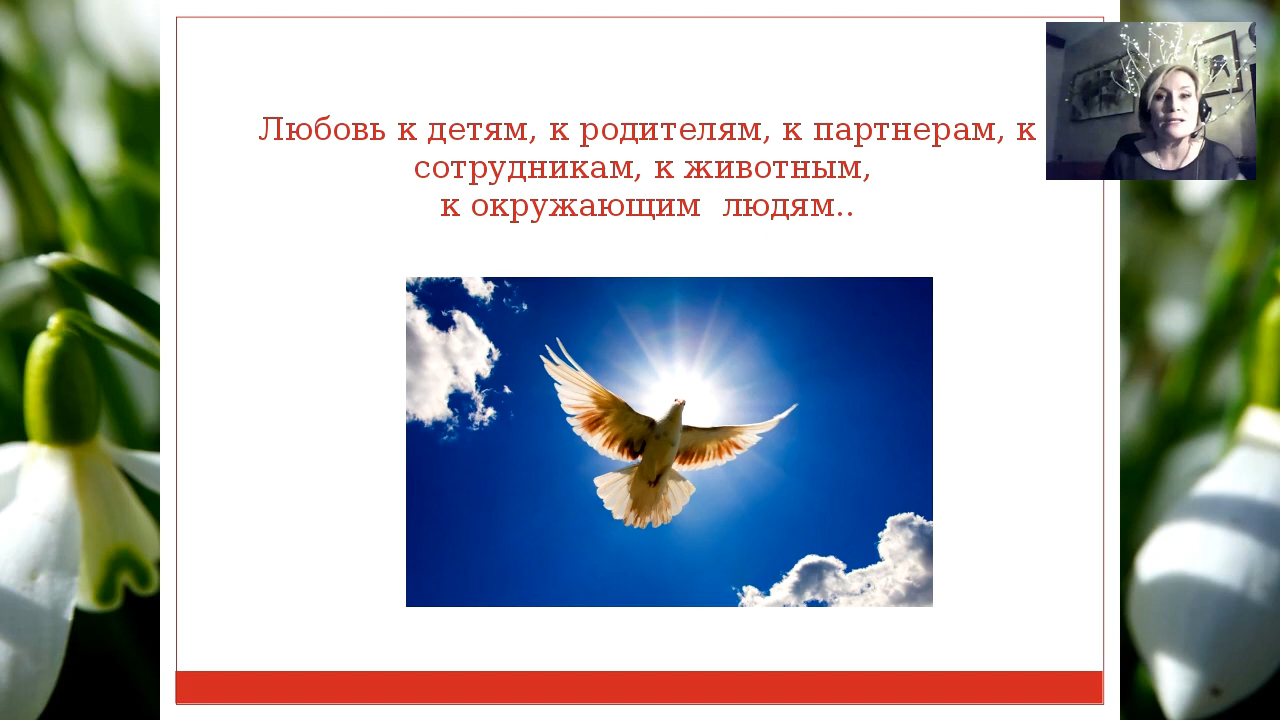 Любовь к детям, к родителям, к партнерам, к
сотрудникам, к животным,
к окружающим  людям..